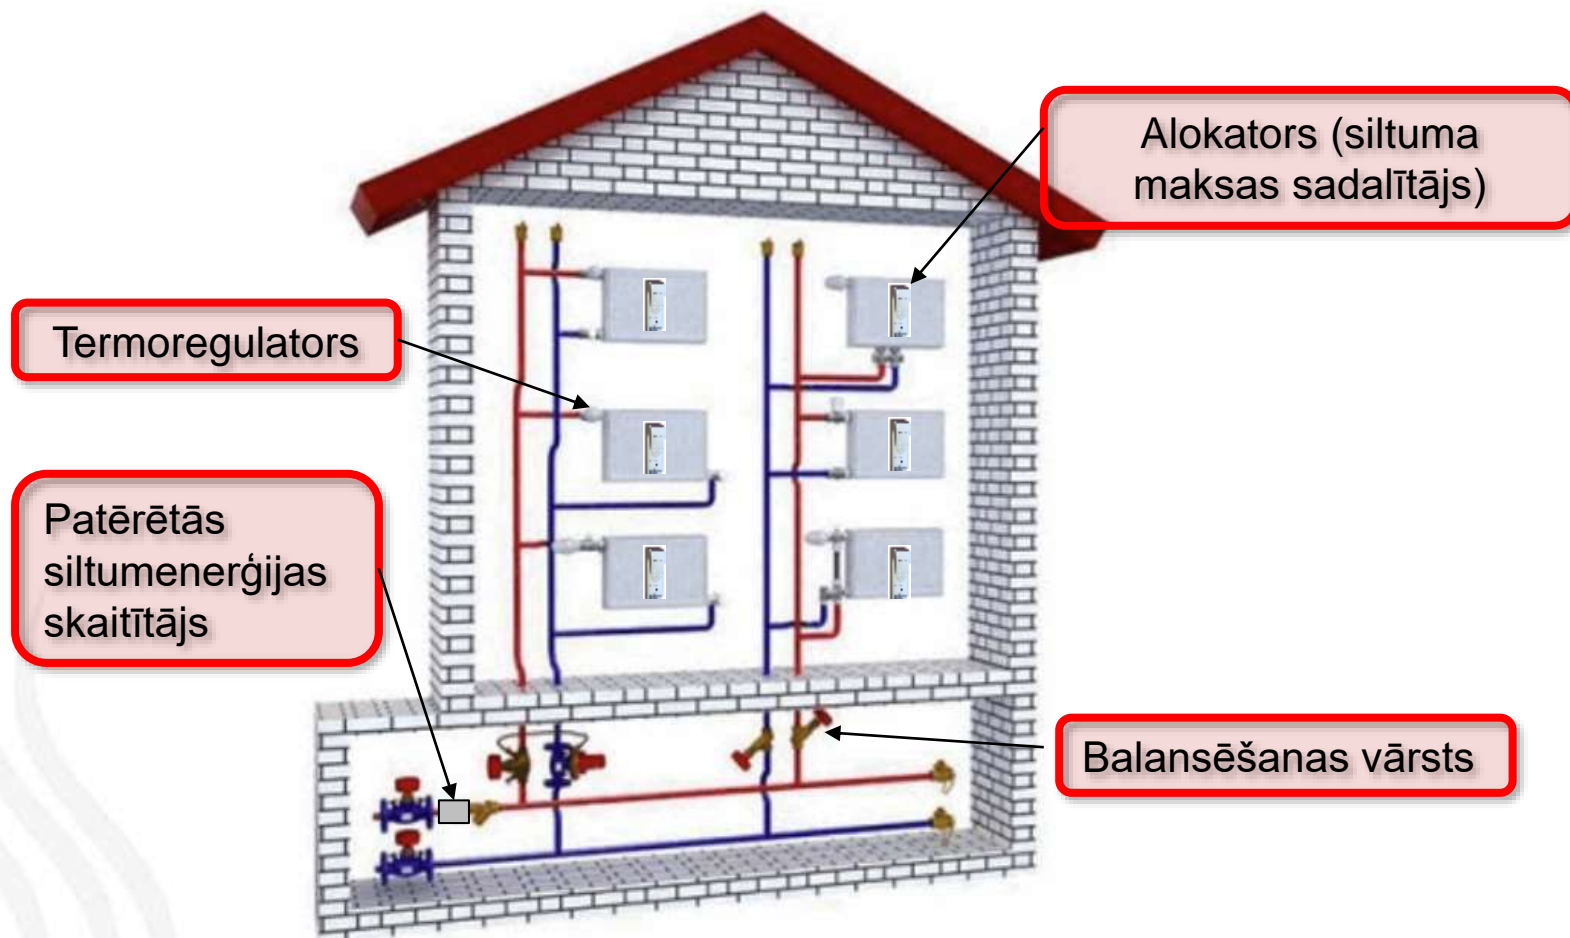 Alokators (siltuma
maksas sadalītājs)
Termoregulators
Patērētās
siltumenerģijas
skaitītājs
Balansēšanas vārsts